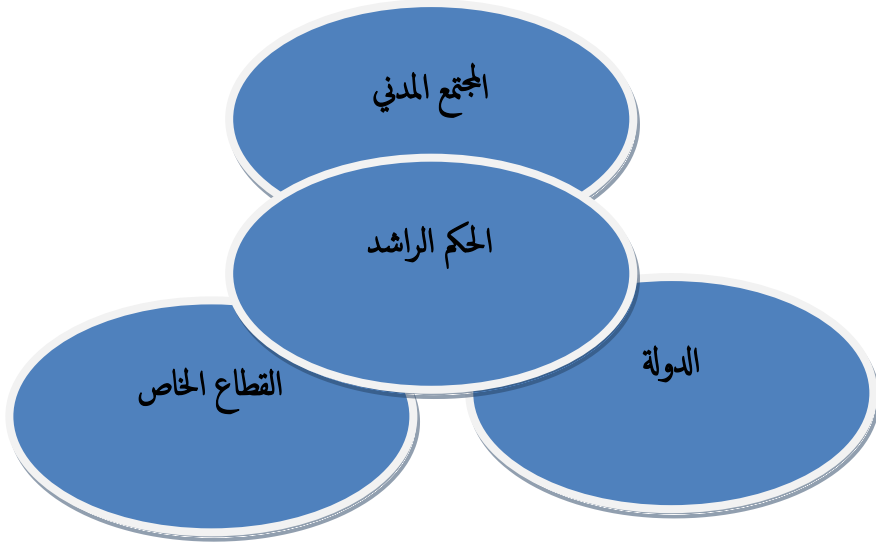 المجتمع المدني
الحكم الراشد
الدولة
القطاع الخاص